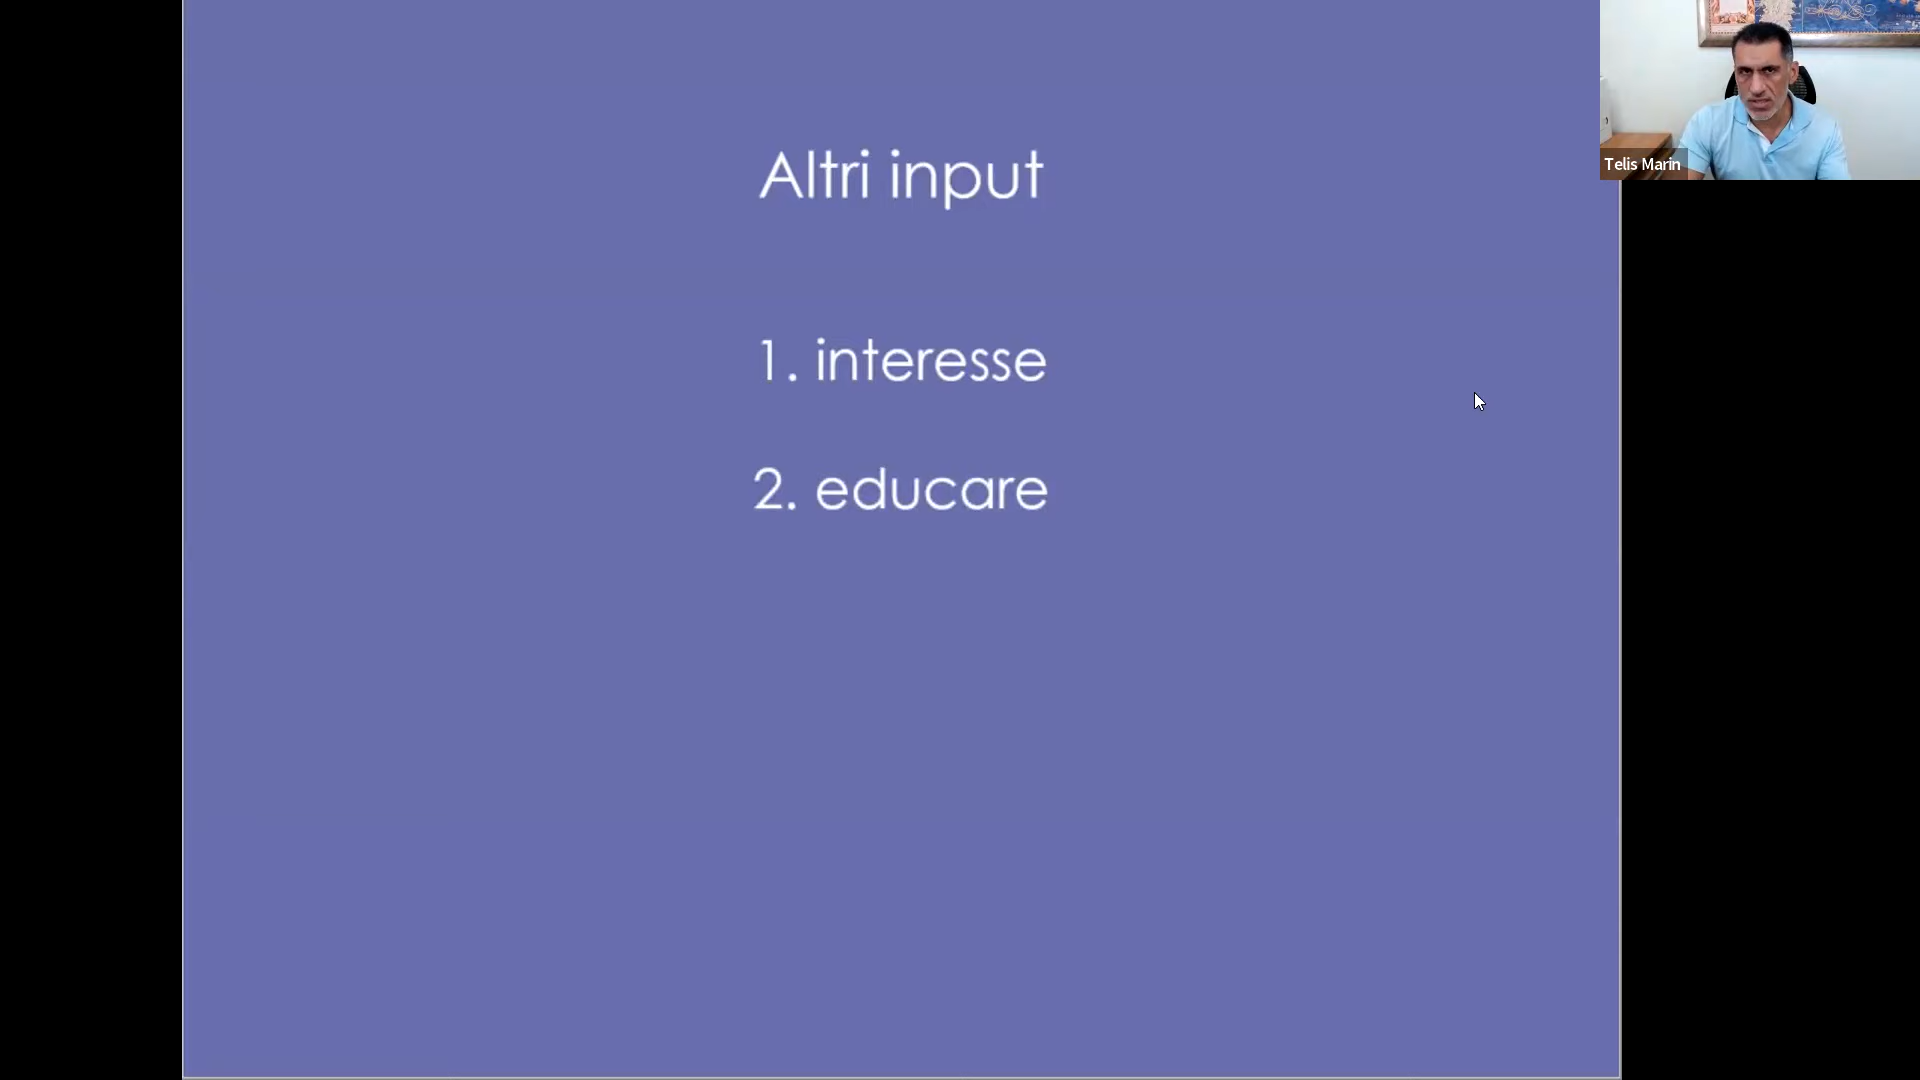 Altri input
1. interesse
2. educare
Telis Marin